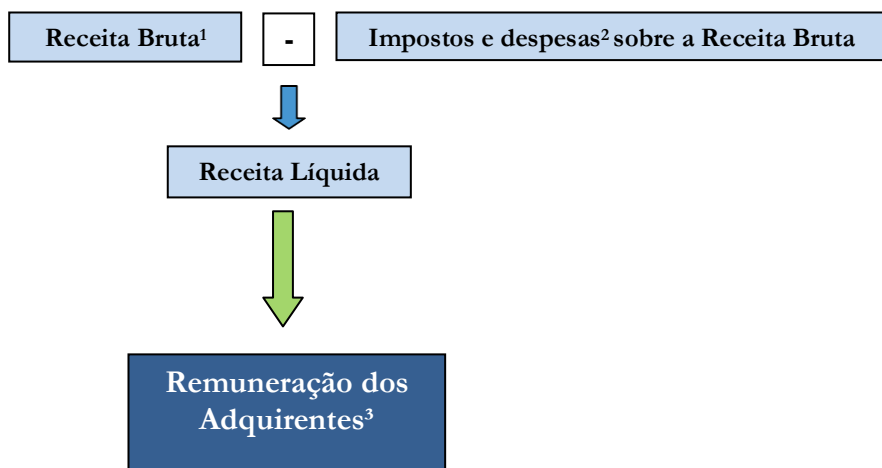 Receita Bruta¹
-
Impostos e despesas² sobre a Receita Bruta
Receita Líquida
Remuneração dos
Adquirentes³